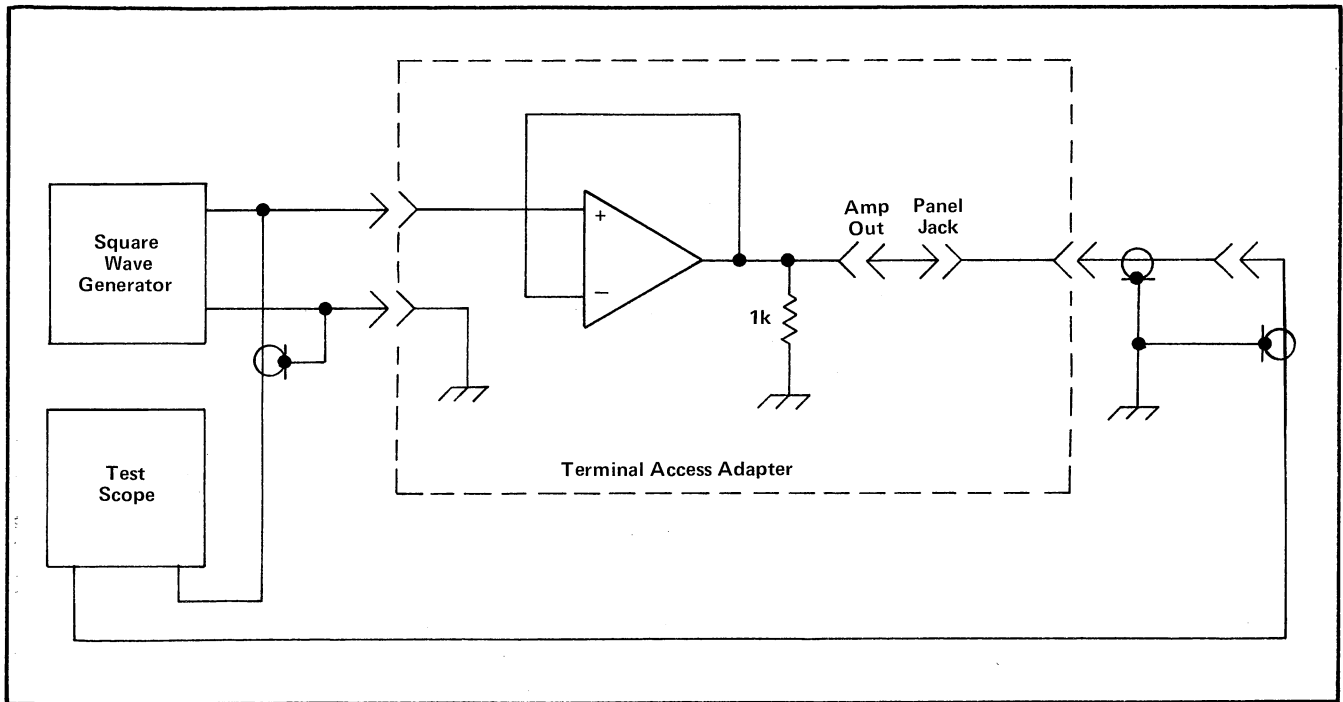 Square
Wave
Generator
Test
Scope
+
−
1k
Amp
Out
Panel
Jack
Terminal Access Adapter